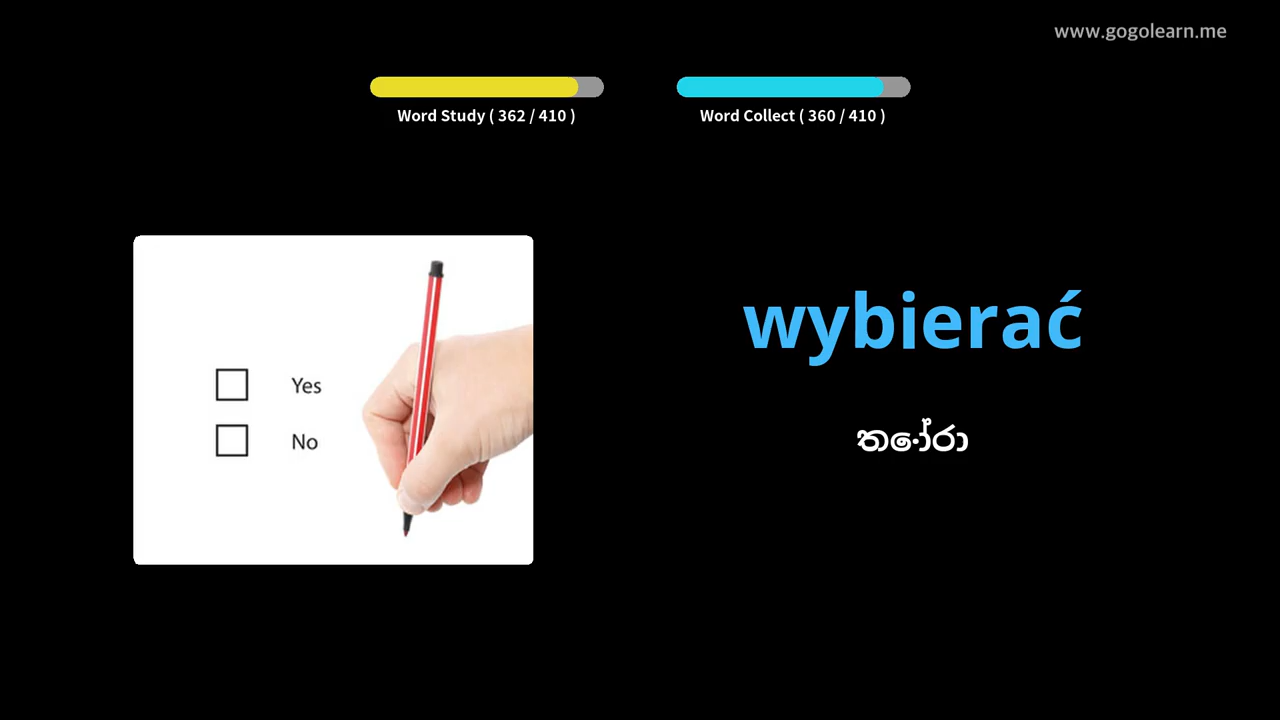 www.gogolearn.me
Word Study ( 362 / 410 )
Word Collect ( 360 / 410 )
Yes
No
wybierać
තෝරා